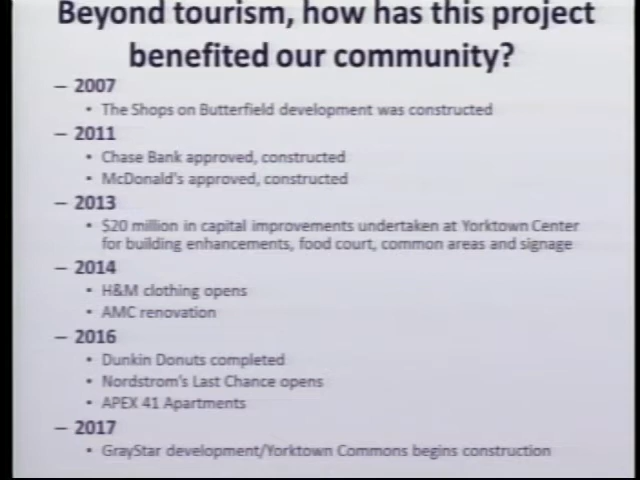 Beyond tourism, how has this project
benefited our community?
– 2007
• The Shops on Butterfield development was constructed
– 2011
• Chase Bank approved, constructed
• McDonald's approved, constructed
– 2013
• $20 million in capital improvements undertaken at Yorktown Center
for building enhancements, food court, common areas and signage
– 2014
• H&M clothing opens
• AMC renovation
– 2016
• Dunkin Donuts completed
• Nordstrom's Last Chance opens
• APEX 41 Apartments
– 2017
• GrayStar development/Yorktown Commons begins construction